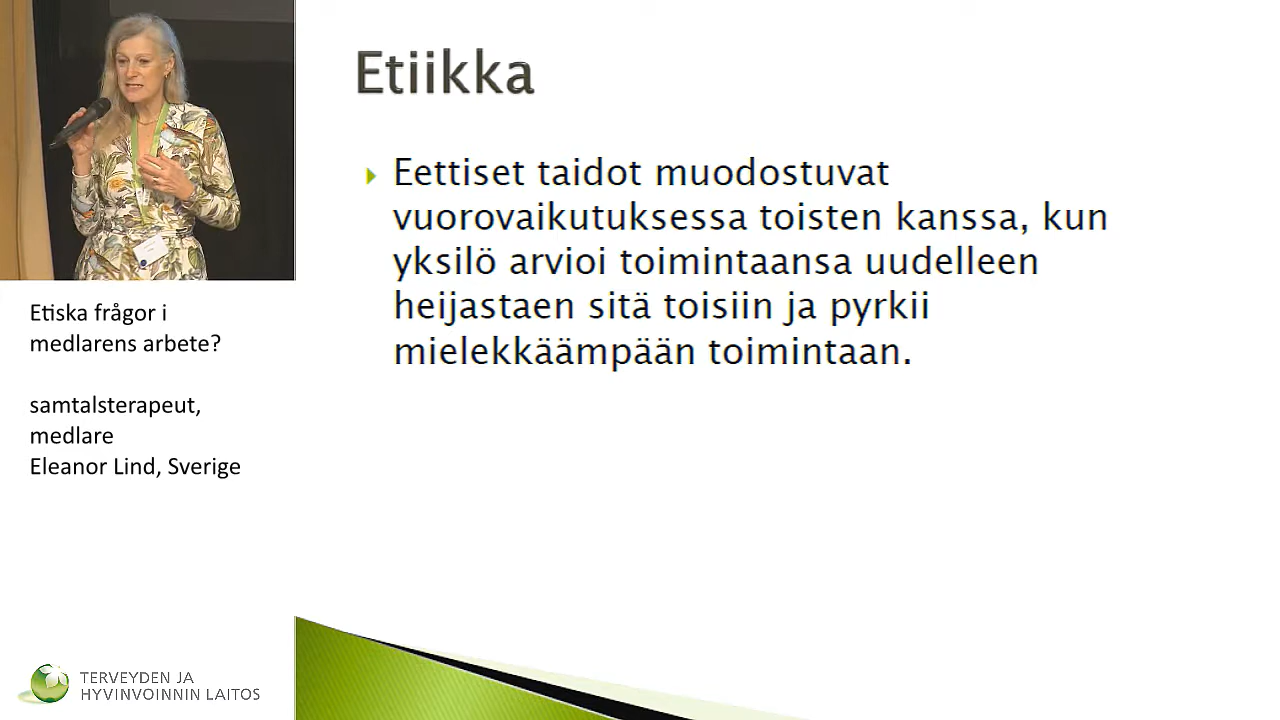 Etiikka
Eettiset taidot muodostuvat
vuorovaikutuksessa toisten kanssa, kun
yksilö arvioi toimintaansa uudelleen
heijastaen sitä toisiin ja pyrkii
mielekkäämpään toimintaan.
Etiska frågor i
medlarens arbete?
samtalsterapeut,
medlare
Eleanor Lind, Sverige
TERVEYDEN JA
HYVINVOINNIN LAITOS